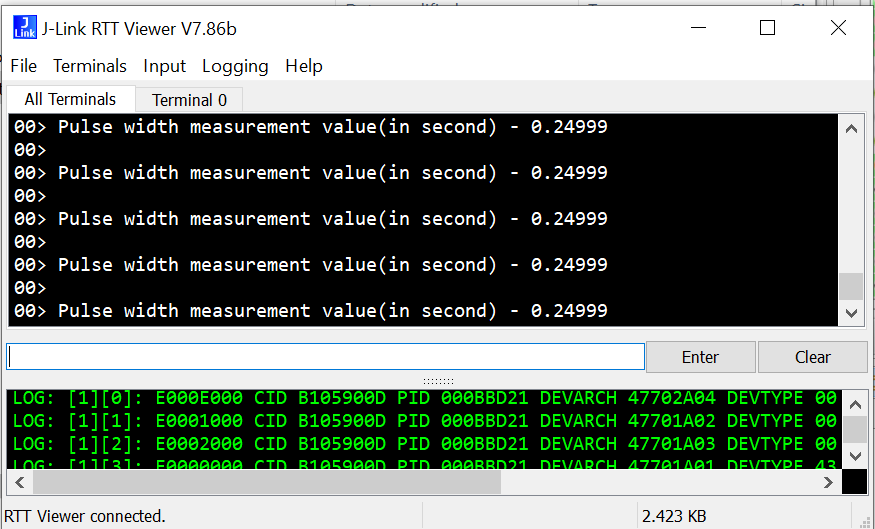 J-Link RTT Viewer V7.86b
File Terminals Input Logging Help
All Terminals Terminal 0
00> Pulse width measurement value(in second) - 0.24999
00>
00> Pulse width measurement value(in second) - 0.24999
00>
00> Pulse width measurement value(in second) - 0.24999
00>
00> Pulse width measurement value(in second) - 0.24999
00>
00> Pulse width measurement value(in second) - 0.24999
Enter Clear
LOG: [1][0]: E000E000 CID B105900D PID 000BBD21 DEVARCH 47702A04 DEVTYPE 00
LOG: [1][1]: E0001000 CID B105900D PID 000BBD21 DEVARCH 47701A02 DEVTYPE 00
LOG: [1][2]: E0002000 CID B105900D PID 000BBD21 DEVARCH 47701A03 DEVTYPE 00
LOG: [1][3]: E0000000 CID B105900D PID 000BBD21 DEVARCH 47701A01 DEVTYPE 43
RTT Viewer connected. 2.423 KB